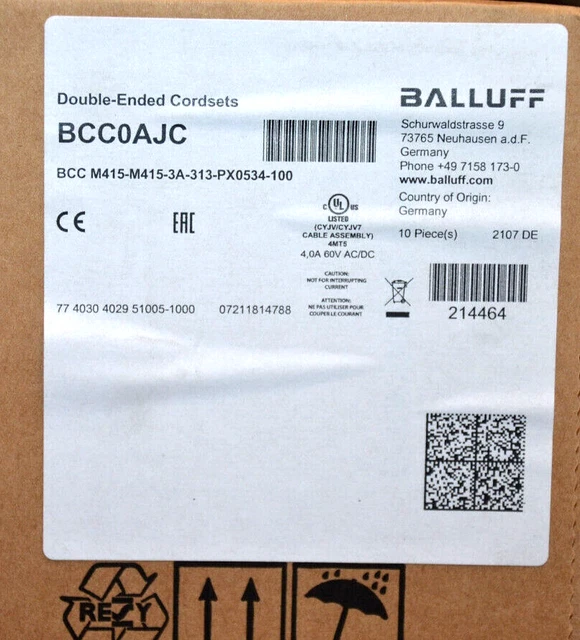 Double-Ended Cordsets
BCC0AJC
BCC M415-M415-3A-313-PX0534-100
CE
EAC
c UL US
LISTED
(CYJV/CYJV7
CABLE ASSEMBLY)
4MT5
4,0A 60V AC/DC
CAUTION:
NOT FOR INTERRUPTING
CURRENT
ATTENTION:
NE PAS UTILISER POUR
COUPER LE COURANT
77 4030 4029 51005-1000 07211814788
BALLUFF
Schurwaldstrasse 9
73765 Neuhausen a.d.F.
Germany
Phone +49 7158 173-0
www.balluff.com
Country of Origin:
Germany
10 Piece(s) 2107 DE
214464
REZY